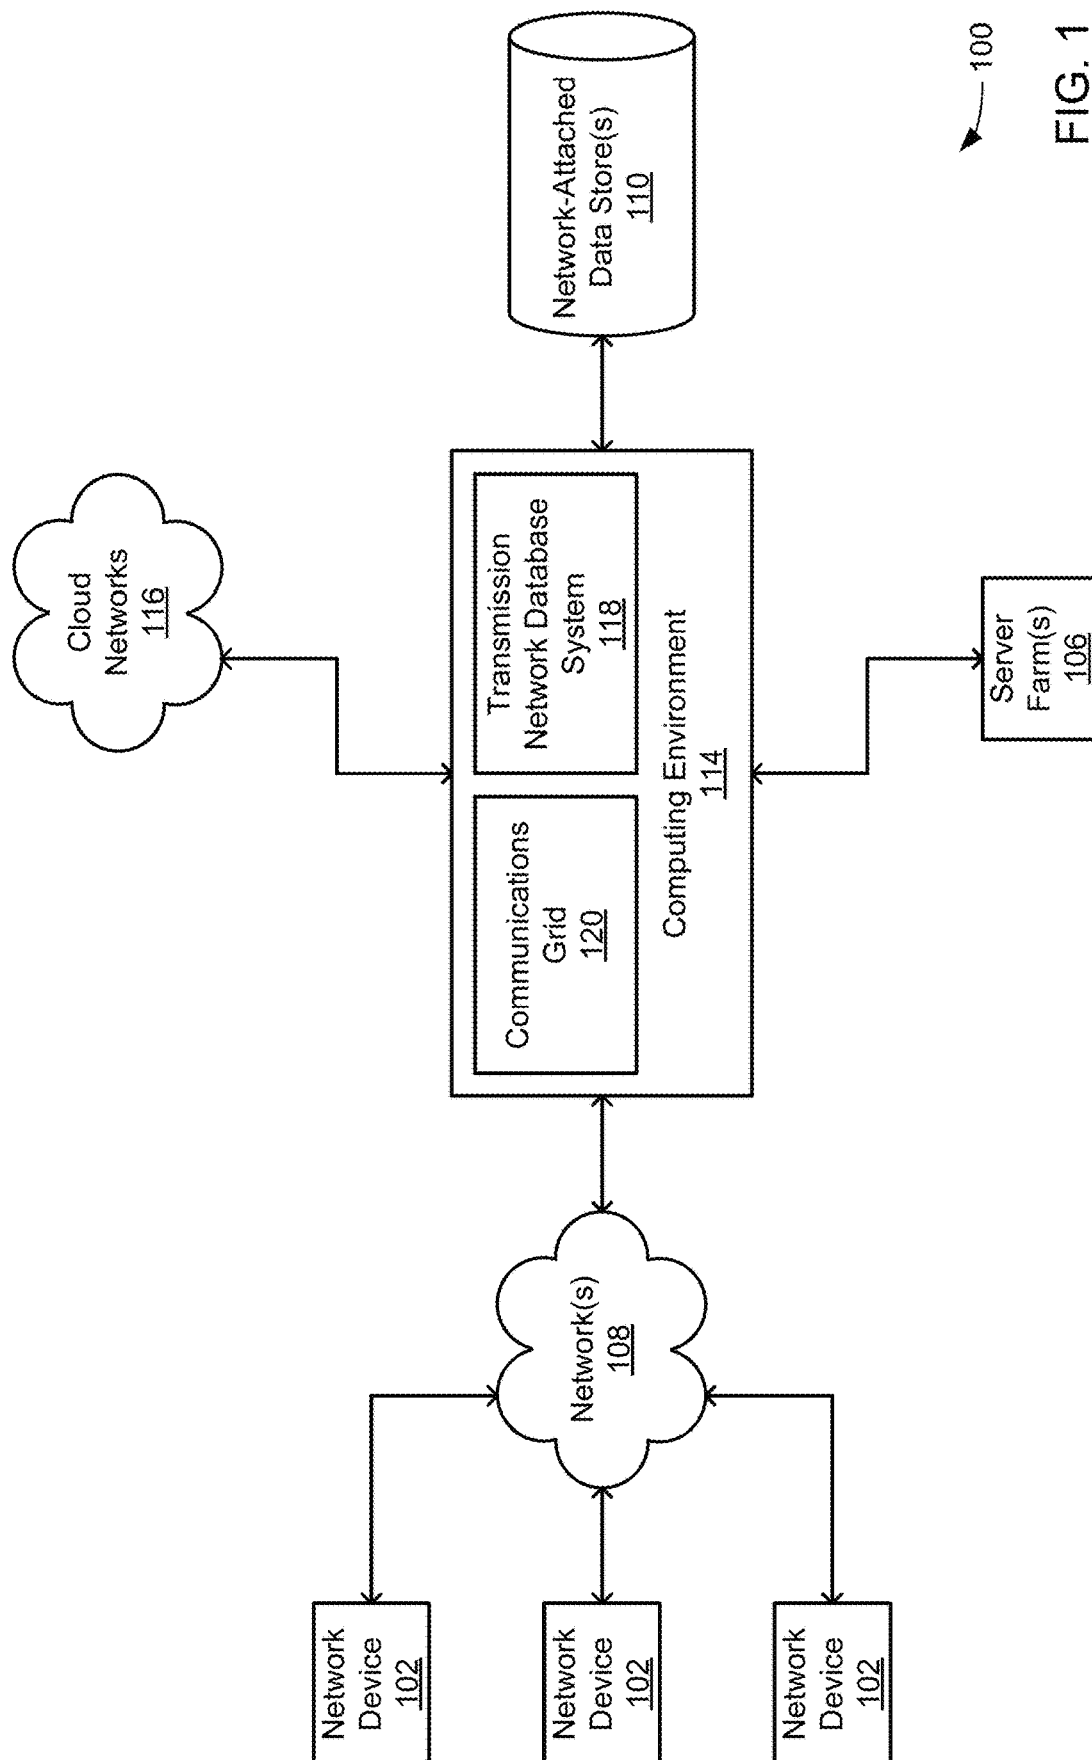 Cloud
Networks
116
Network
Device
102
Network
Device
102
Network
Device
102
Network(s)
108
Communications
Grid
120
Transmission
Network Database
System
118
Computing Environment
114
Network-Attached
Data Store(s)
110
Server
Farm(s)
106
100
FIG. 1